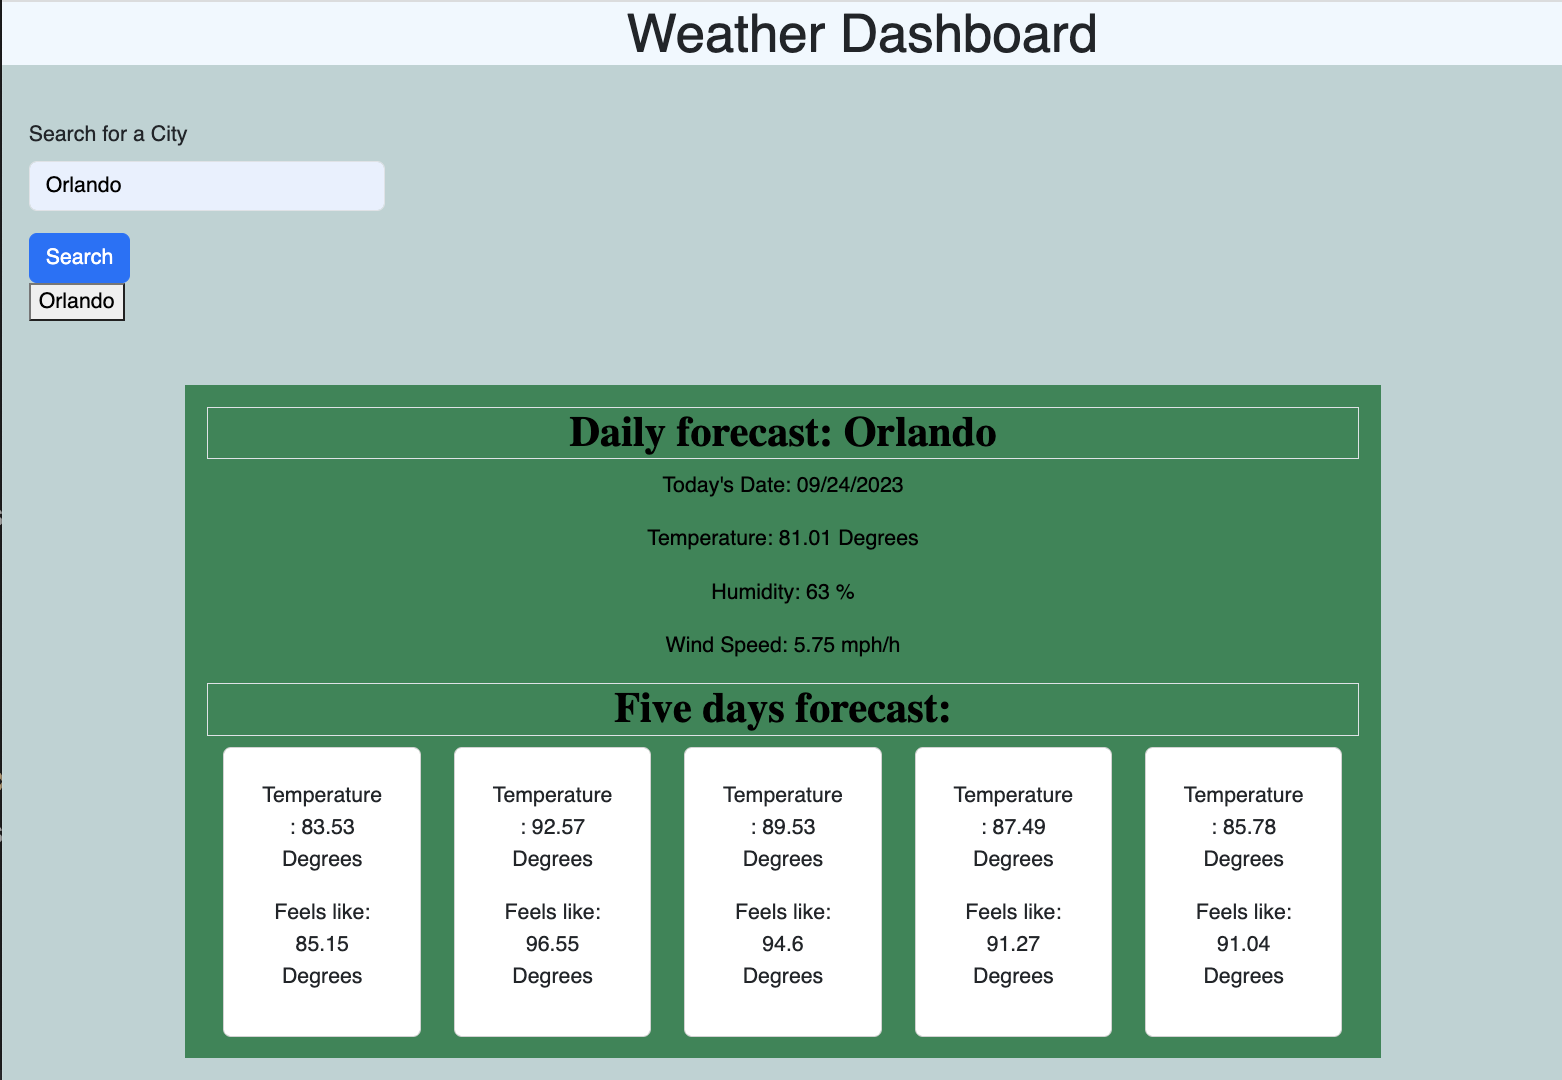 Weather Dashboard
Search for a City
Orlando
Search
Orlando
Daily forecast: Orlando
Today's Date: 09/24/2023
Temperature: 81.01 Degrees
Humidity: 63 %
Wind Speed: 5.75 mph/h
Five days forecast:
Temperature
: 83.53
Degrees
Feels like:
85.15
Degrees
Temperature
: 92.57
Degrees
Feels like:
96.55
Degrees
Temperature
: 89.53
Degrees
Feels like:
94.6
Degrees
Temperature
: 87.49
Degrees
Feels like:
91.27
Degrees
Temperature
: 85.78
Degrees
Feels like:
91.04
Degrees